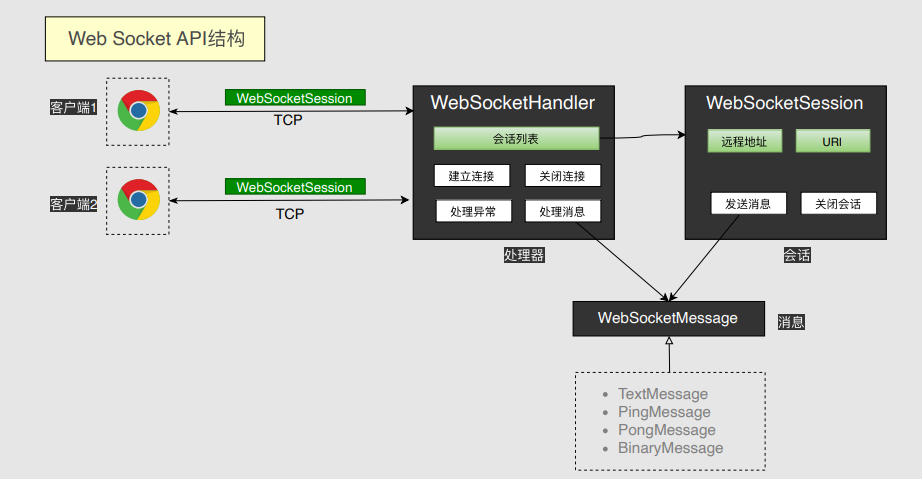 Web Socket API结构
客户端1
WebSocketSession
TCP
客户端2
WebSocketSession
TCP
WebSocketHandler
会话列表
建立连接
关闭连接
处理异常
处理消息
处理器
WebSocketSession
远程地址
URI
发送消息
关闭会话
会话
WebSocketMessage
消息
• TextMessage
• PingMessage
• PongMessage
• BinaryMessage